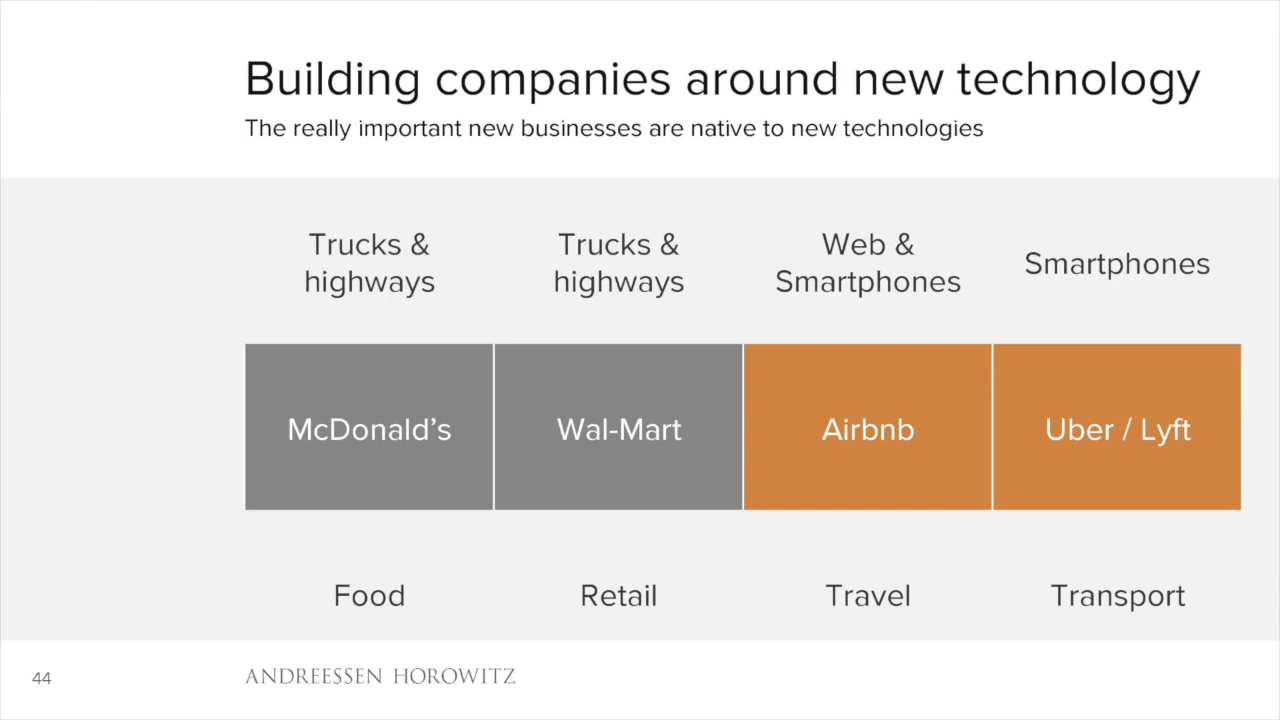 Building companies around new technology
The really important new businesses are native to new technologies
Trucks &
highways
Trucks &
highways
Web &
Smartphones
Smartphones
McDonald’s
Wal-Mart
Airbnb
Uber / Lyft
Food
Retail
Travel
Transport
44
ANDREESSEN HOROWITZ